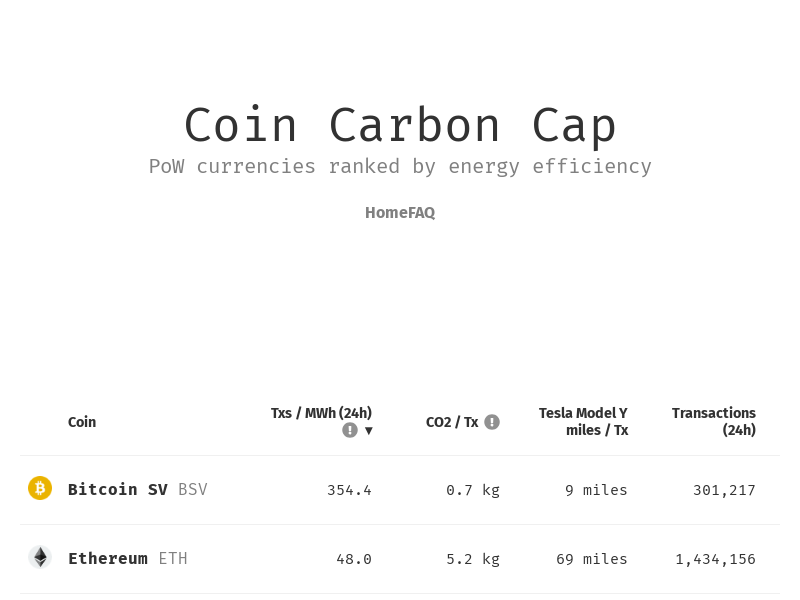 Coin Carbon Cap
PoW currencies ranked by energy efficiency
HomeFAQ
Coin
Txs / MWh (24h)
! ▼
CO2 / Tx !
Tesla Model Y
miles / Tx
Transactions
(24h)
Bitcoin SV BSV 354.4 0.7 kg 9 miles 301,217
Ethereum ETH 48.0 5.2 kg 69 miles 1,434,156